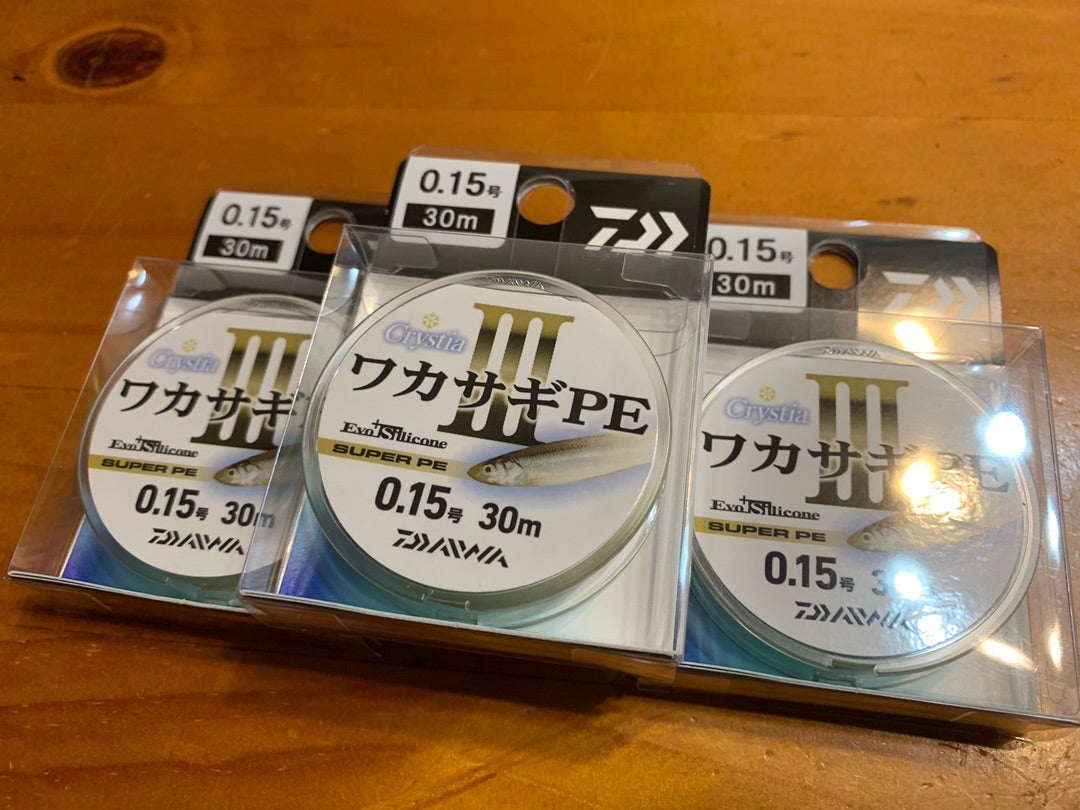 0.15号
30m
Crystia
III
ワカサギ
Evo+Silicone
SUPER PE
0.15号 30m
DAIWA
0.15号
30m
DAIWA
Crystia
III
ワカサギPE
Evo+Silicone
SUPER PE
0.15号 30m
DAIWA
0.15号
30m
DAIWA
Crystia
III
ワカサギPE
Evo+Silicone
SUPER PE
0.15号 3
DAIWA